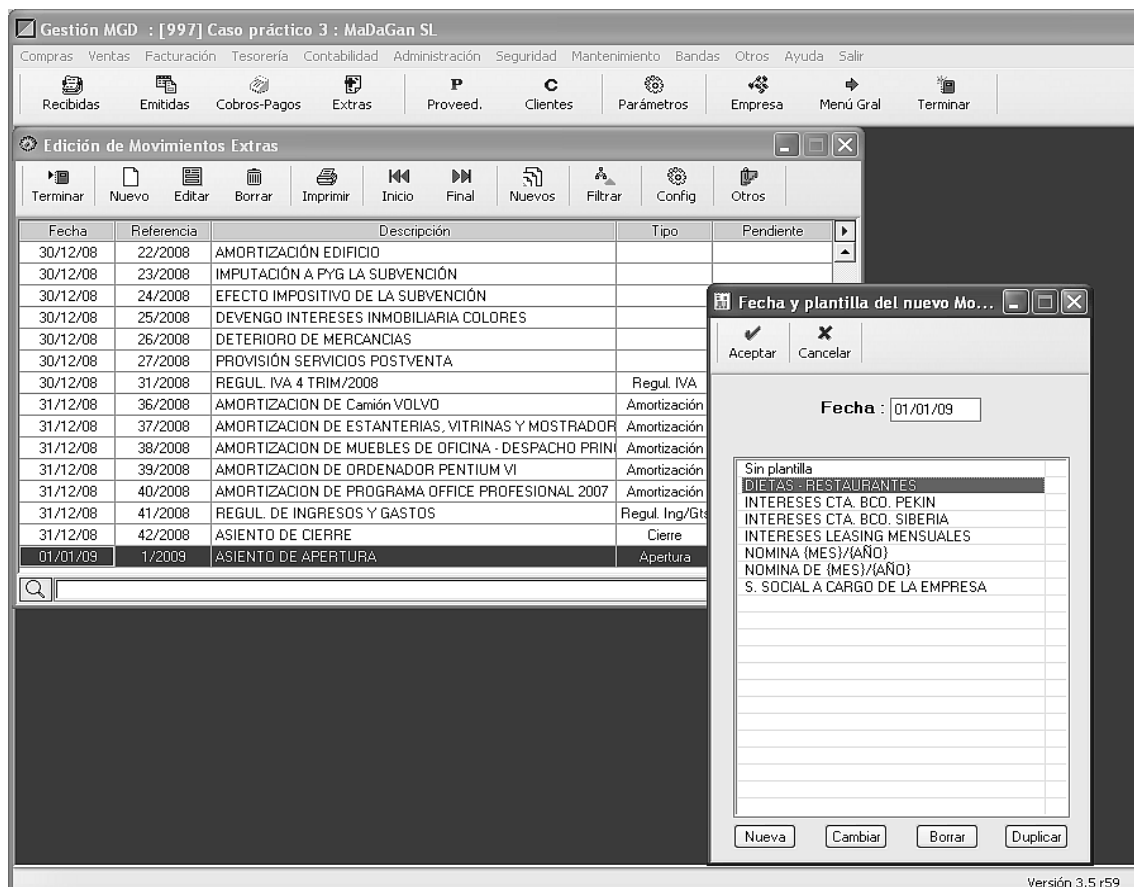 Gestión MGD : [997] Caso práctico 3 : MaDaGan SL
Compras Ventas Facturación Tesorería Contabilidad Administración Seguridad Mantenimiento Bandas Otros Ayuda Salir
Recibidas Emitidas Cobros-Pagos Extras P Proveed. C Clientes Parámetros Empresa Menú Gral Terminar
Edición de Movimientos Extras
Terminar Nuevo Editar Borrar Imprimir Inicio Final Nuevos Filtrar Config Otros
Fecha Referencia Descripción Tipo Pendiente
30/12/08 22/2008 AMORTIZACIÓN EDIFICIO
30/12/08 23/2008 IMPUTACIÓN A PYG LA SUBVENCIÓN
30/12/08 24/2008 EFECTO IMPOSITIVO DE LA SUBVENCIÓN
30/12/08 25/2008 DEVENGO INTERESES INMOBILIARIA COLORES
30/12/08 26/2008 DETERIORO DE MERCANCIAS
30/12/08 27/2008 PROVISIÓN SERVICIOS POSTVENTA
30/12/08 31/2008 REGUL. IVA 4 TRIM/2008 Regul. IVA
31/12/08 36/2008 AMORTIZACION DE Camión VOLVO Amortización
31/12/08 37/2008 AMORTIZACION DE ESTANTERIAS, VITRINAS Y MOSTRADOR Amortización
31/12/08 38/2008 AMORTIZACION DE MUEBLES DE OFICINA - DESPACHO PRIN Amortización
31/12/08 39/2008 AMORTIZACION DE ORDENADOR PENTIUM VI Amortización
31/12/08 40/2008 AMORTIZACION DE PROGRAMA OFFICE PROFESIONAL 2007 Amortización
31/12/08 41/2008 REGUL. DE INGRESOS Y GASTOS Regul. Ing/Gts
31/12/08 42/2008 ASIENTO DE CIERRE Cierre
01/01/09 1/2009 ASIENTO DE APERTURA Apertura
Fecha y plantilla del nuevo Mo...
Aceptar Cancelar
Fecha : 01/01/09
Sin plantilla
DIETAS - RESTAURANTES
INTERESES CTA. BCO. PEKIN
INTERESES CTA. BCO. SIBERIA
INTERESES LEASING MENSUALES
NOMINA {MES}/{AÑO}
NOMINA DE {MES}/{AÑO}
S. SOCIAL A CARGO DE LA EMPRESA
Nueva Cambiar Borrar Duplicar
Versión 3.5 r59